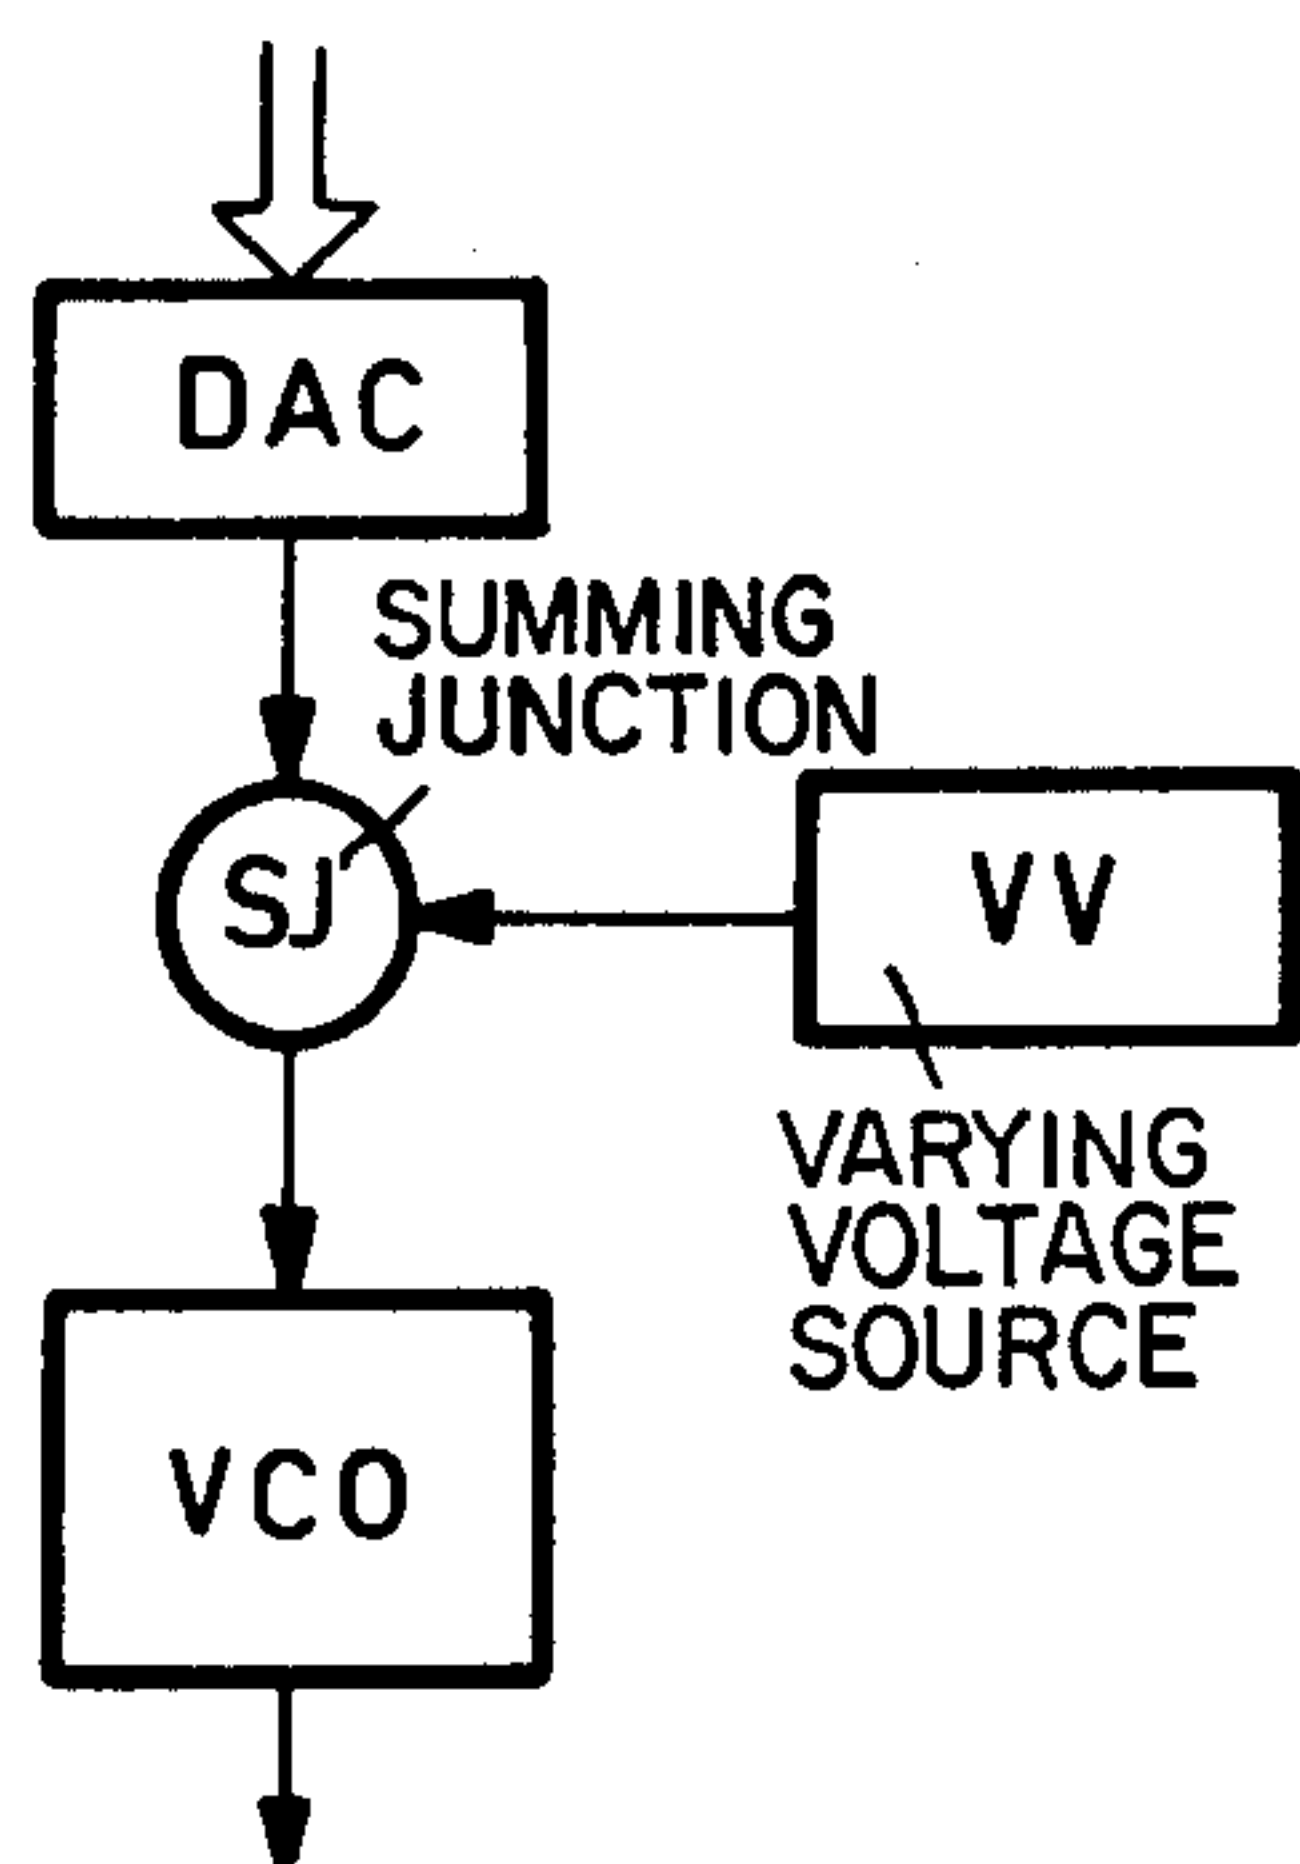 DAC
SUMMING
JUNCTION
SJ
VV
VARYING
VOLTAGE
SOURCE
VCO